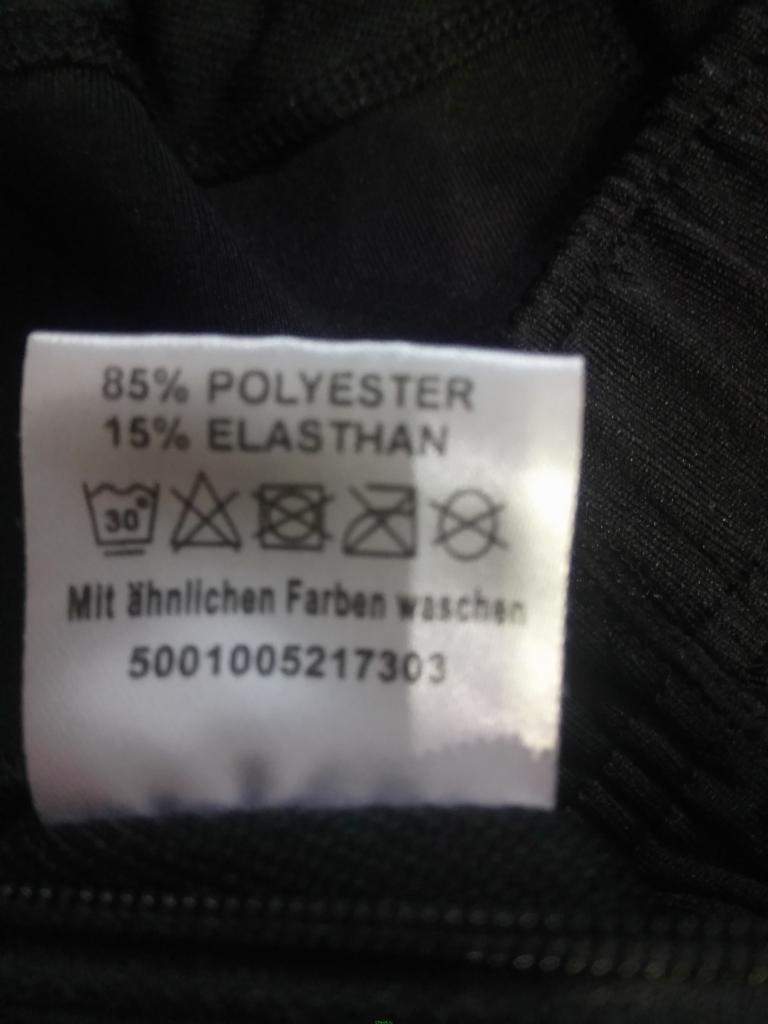 85% POLYESTER
15% ELASTHAN
30°
Mit ähnlichen Farben waschen
5001005217303